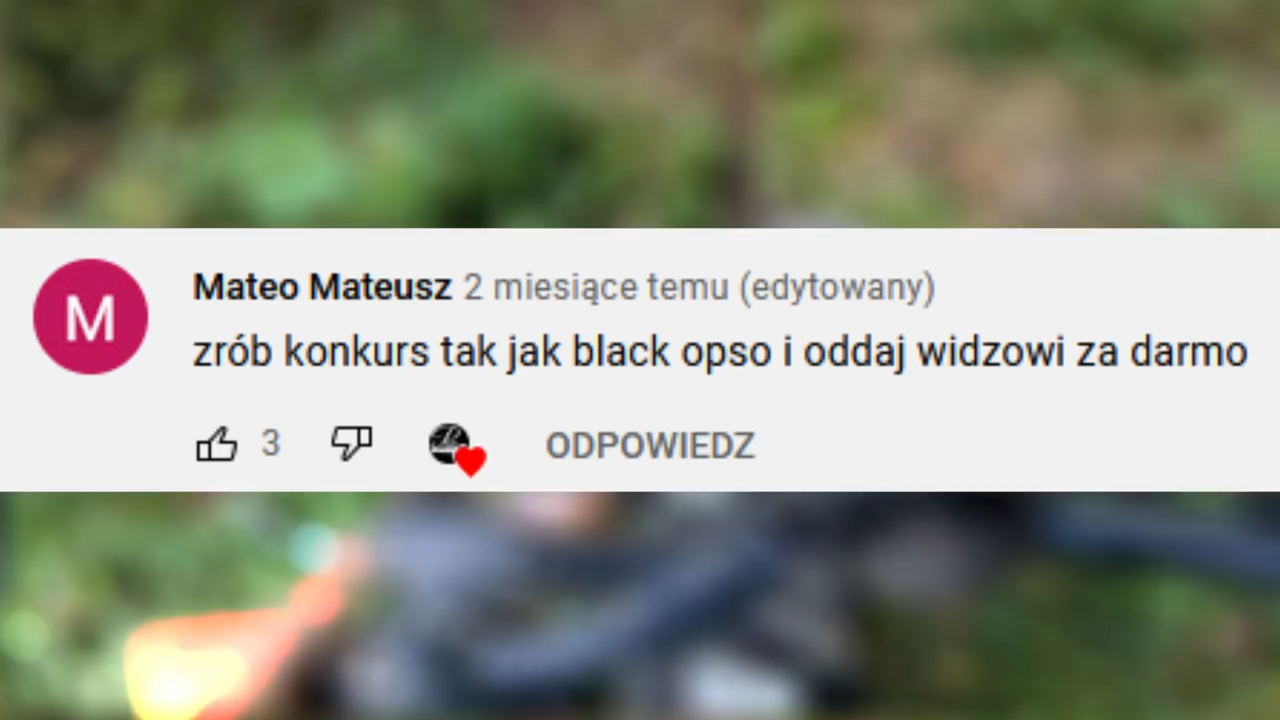 M
Mateo Mateusz 2 miesiące temu (edytowany)
zrób konkurs tak jak black opso i oddaj widzowi za darmo
3 ODPOWIEDZ